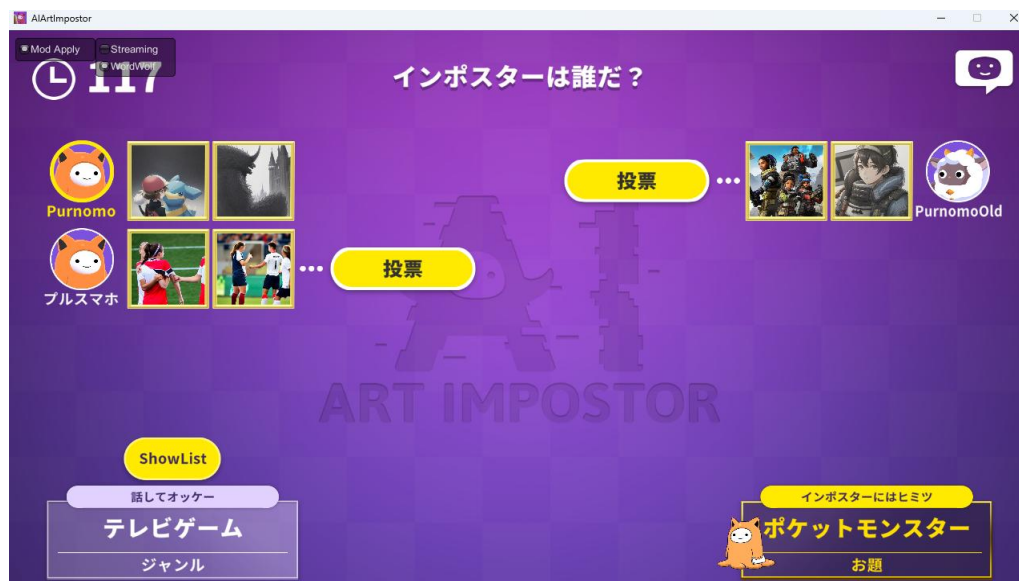 AIArtImpostor
Mod Apply
Streaming
WordWolf
117
インポスターは誰だ？
Purnomo
投票
PurnomoOld
プルスマホ
投票
ART IMPOSTOR
ShowList
話してオッケー
テレビゲーム
ジャンル
インポスターにはヒミツ
ポケットモンスター
お題